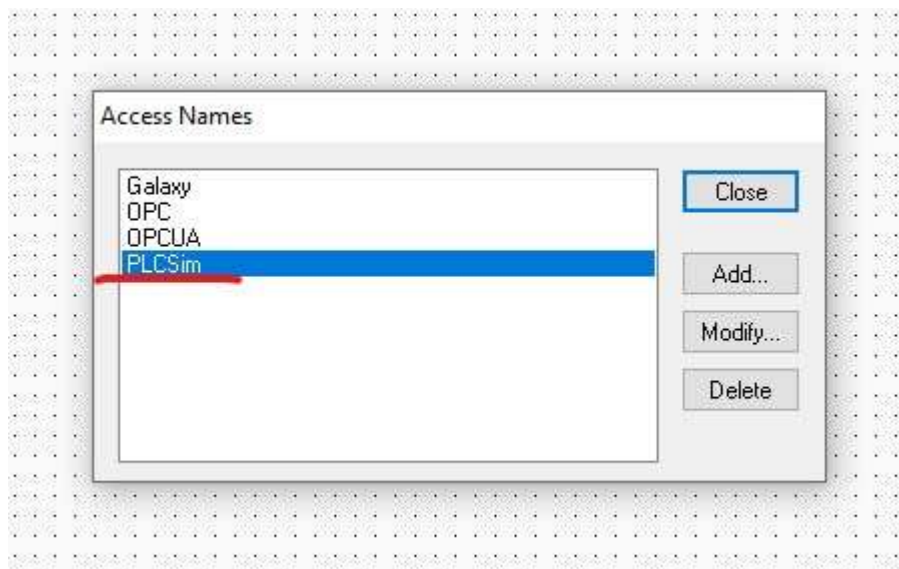 Access Names
Galaxy
OPC
OPCUA
PLCSim
Close
Add...
Modify...
Delete